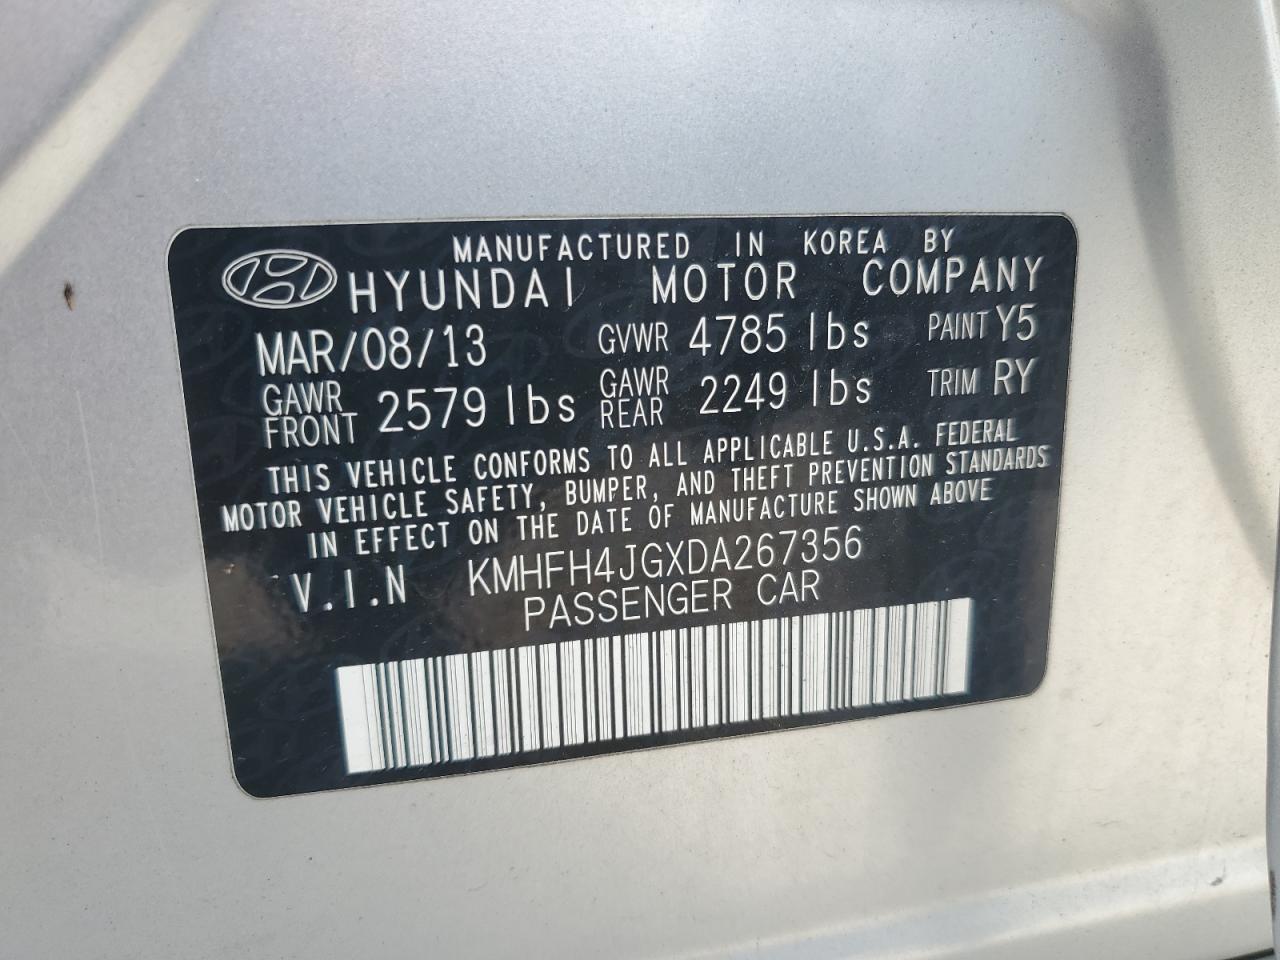 MANUFACTURED IN KOREA BY
HYUNDAI MOTOR COMPANY
MAR/08/13 GVWR 4785 lbs PAINT Y5
GAWR FRONT 2579 lbs GAWR REAR 2249 lbs TRIM RY
THIS VEHICLE CONFORMS TO ALL APPLICABLE U.S.A. FEDERAL
MOTOR VEHICLE SAFETY, BUMPER, AND THEFT PREVENTION STANDARDS
IN EFFECT ON THE DATE OF MANUFACTURE SHOWN ABOVE
V.I.N KMHFH4JGXDA267356
PASSENGER CAR